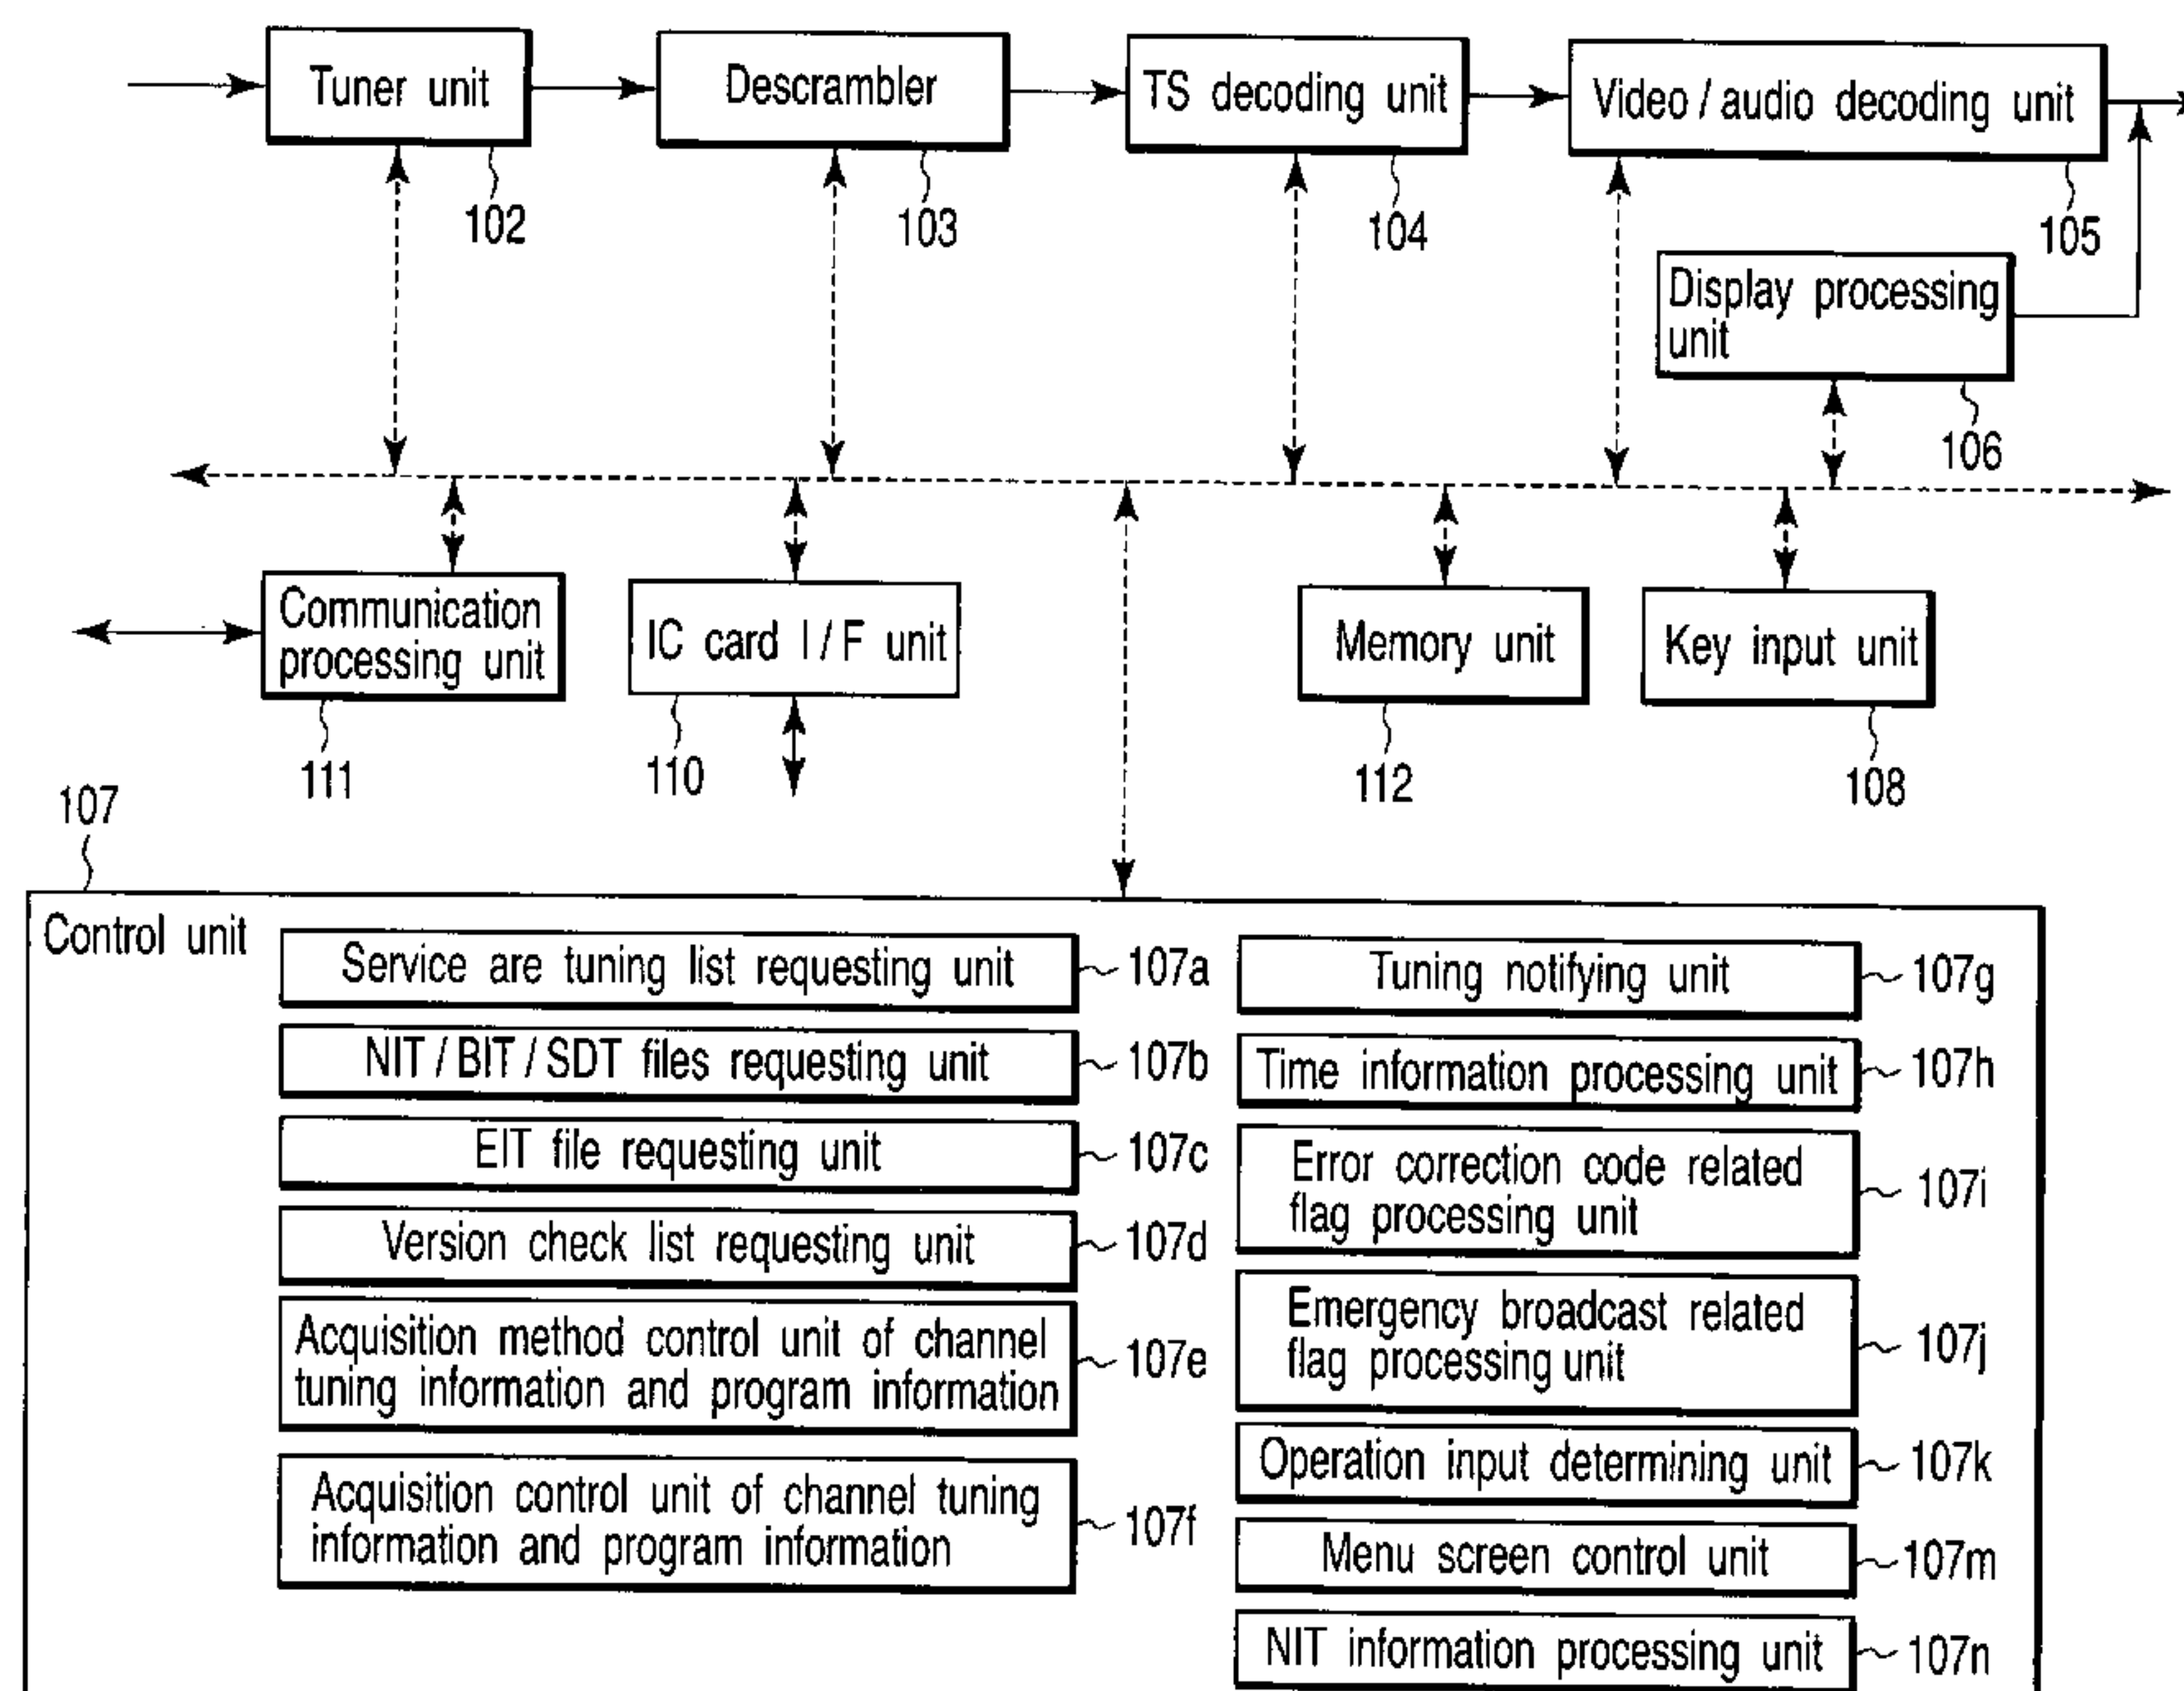 Tuner unit
Descrambler
TS decoding unit
Video / audio decoding unit
102
103
104
105
Display processing
unit
106
Communication
processing unit
IC card I / F unit
Memory unit
Key input unit
111
110
112
108
107
Control unit
Service are tuning list requesting unit
107a
NIT / BIT / SDT files requesting unit
107b
EIT file requesting unit
107c
Version check list requesting unit
107d
Acquisition method control unit of channel
tuning information and program information
107e
Acquisition control unit of channel tuning
information and program information
107f
Tuning notifying unit
107g
Time information processing unit
107h
Error correction code related
flag processing unit
107i
Emergency broadcast related
flag processing unit
107j
Operation input determining unit
107k
Menu screen control unit
107m
NIT information processing unit
107n